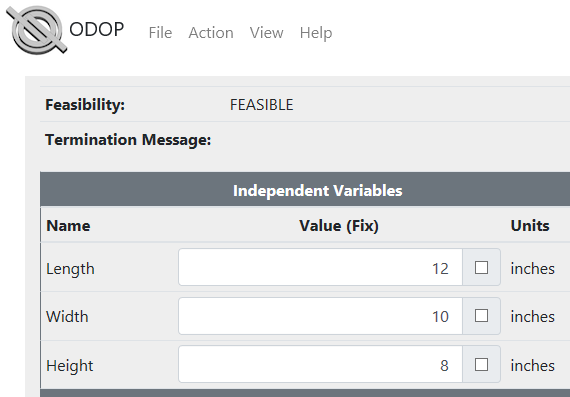 ODOP File Action View Help
Feasibility: FEASIBLE
Termination Message:
Independent Variables
Name Value (Fix) Units
Length 12 inches
Width 10 inches
Height 8 inches